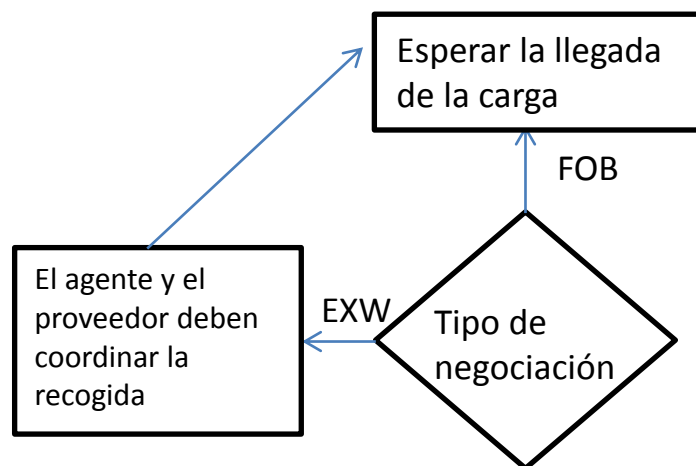 Esperar la llegada
de la carga
FOB
El agente y el
proveedor deben
coordinar la
recogida
EXW
Tipo de
negociación